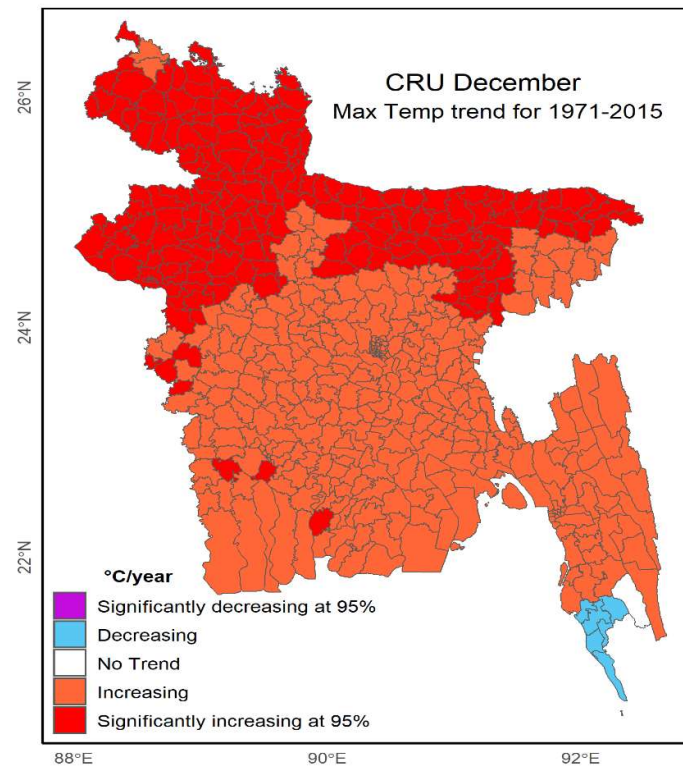 CRU December
Max Temp trend for 1971-2015
26°N
24°N
22°N
°C/year
Significantly decreasing at 95%
Decreasing
No Trend
Increasing
Significantly increasing at 95%
88°E
90°E
92°E